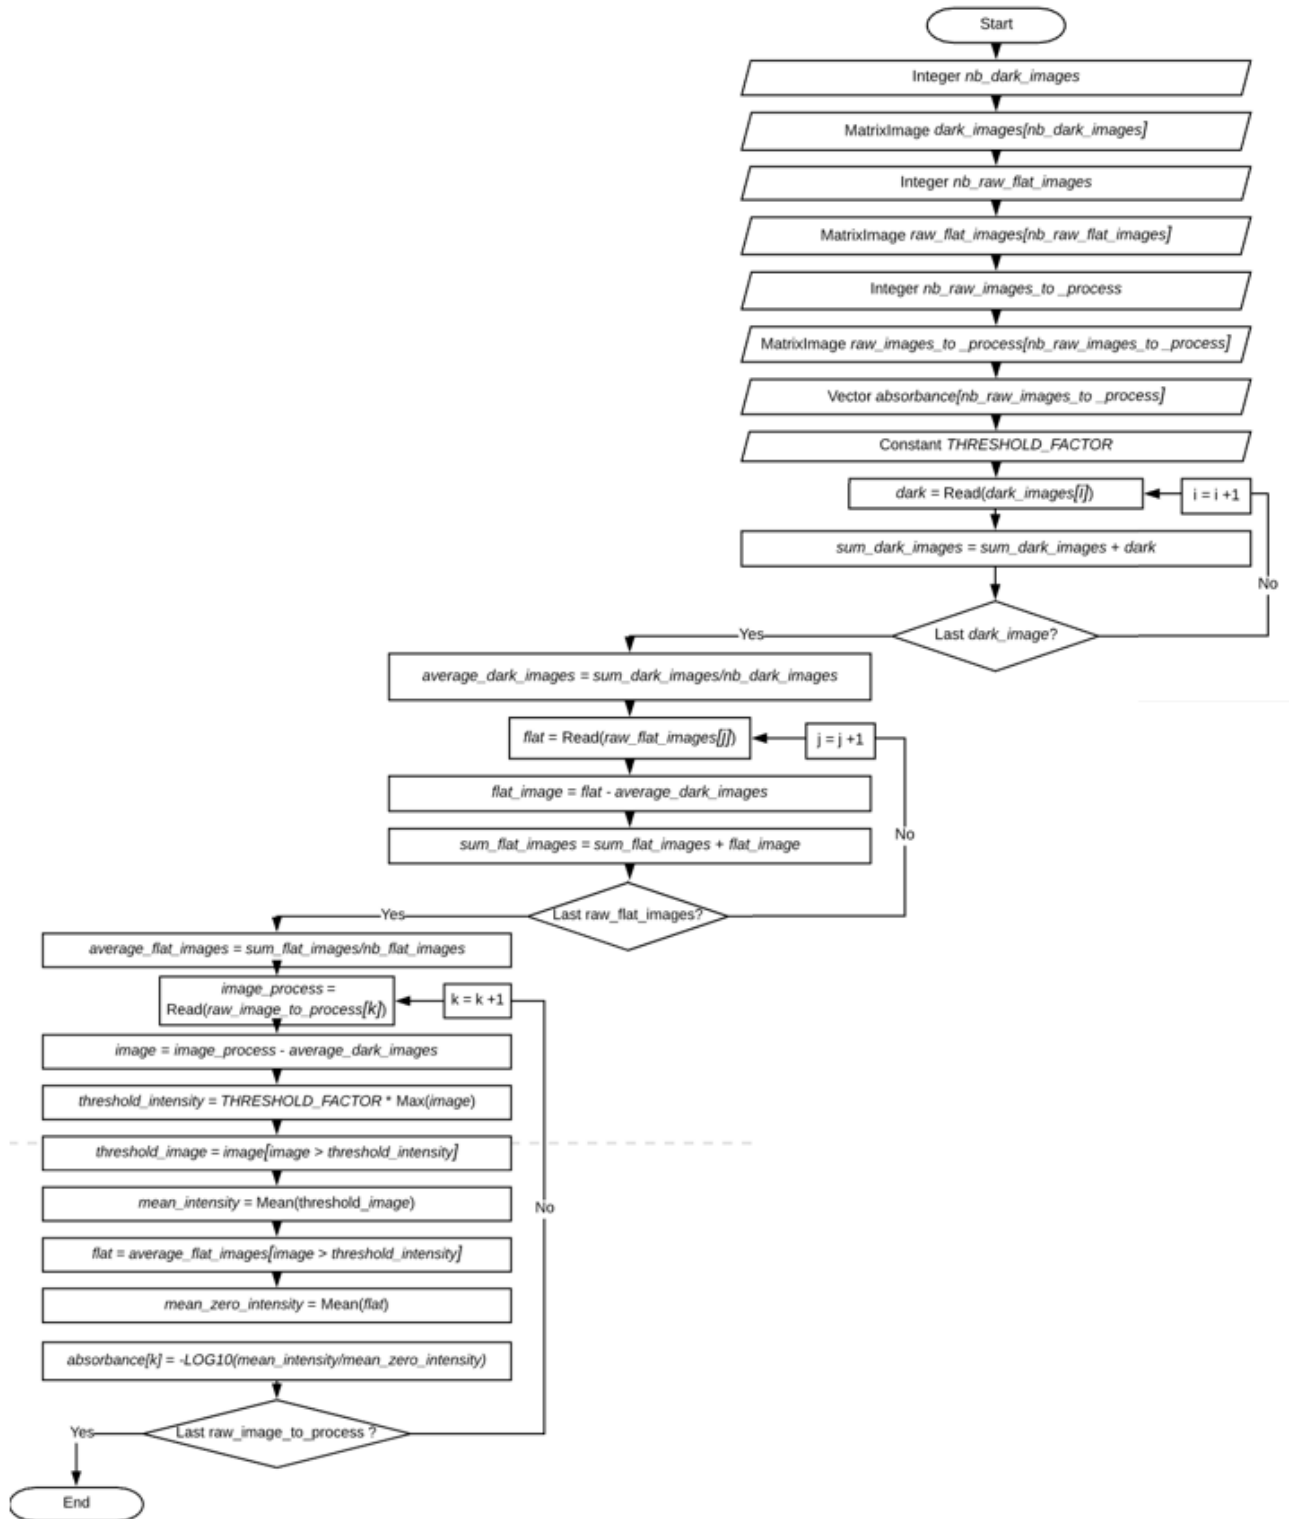 Start
Integer nb_dark_images
MatrixImage dark_images[nb_dark_images]
Integer nb_raw_flat_images
MatrixImage raw_flat_images[nb_raw_flat_images]
Integer nb_raw_images_to _process
MatrixImage raw_images_to _process[nb_raw_images_to _process]
Vector absorbance[nb_raw_images_to _process]
Constant THRESHOLD_FACTOR
dark = Read(dark_images[i])
i = i +1
sum_dark_images = sum_dark_images + dark
No
Last dark_image?
Yes
average_dark_images = sum_dark_images/nb_dark_images
flat = Read(raw_flat_images[j])
j = j +1
flat_image = flat - average_dark_images
No
sum_flat_images = sum_flat_images + flat_image
Last raw_flat_images?
Yes
average_flat_images = sum_flat_images/nb_flat_images
image_process =
Read(raw_image_to_process[k])
k = k +1
image = image_process - average_dark_images
threshold_intensity = THRESHOLD_FACTOR * Max(image)
threshold_image = image[image > threshold_intensity]
mean_intensity = Mean(threshold_image)
No
flat = average_flat_images[image > threshold_intensity]
mean_zero_intensity = Mean(flat)
absorbance[k] = -LOG10(mean_intensity/mean_zero_intensity)
Last raw_image_to_process ?
Yes
End